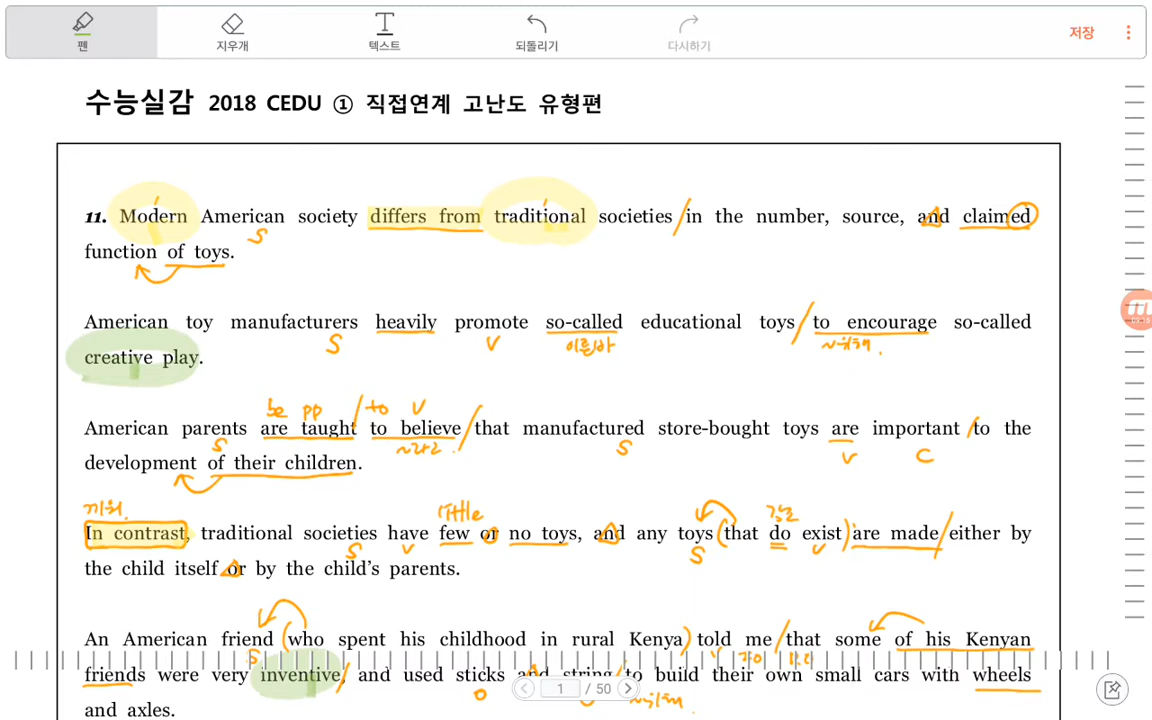 펜 지우개 텍스트 되돌리기 다시하기 저장
수능실감 2018 CEDU ① 직접연계 고난도 유형편
11. Modern American society differs from traditional societies / in the number, source, and claimed
S
function of toys.
American toy manufacturers heavily promote so-called educational toys / to encourage so-called
S V 이른바 ~위해.
creative play.
be pp / to V
American parents are taught to believe / that manufactured store-bought toys are important / to the
S ~라고. S V C
development of their children.
little 강조
In contrast, traditional societies have few or no toys, and any toys (that do exist) are made / either by
S V S V
the child itself or by the child's parents.
An American friend (who spent his childhood in rural Kenya) told me / that some of his Kenyan
S V
friends were very inventive / and used sticks and string / to build their own small cars with wheels
O ~위해.
and axles.
1 / 50